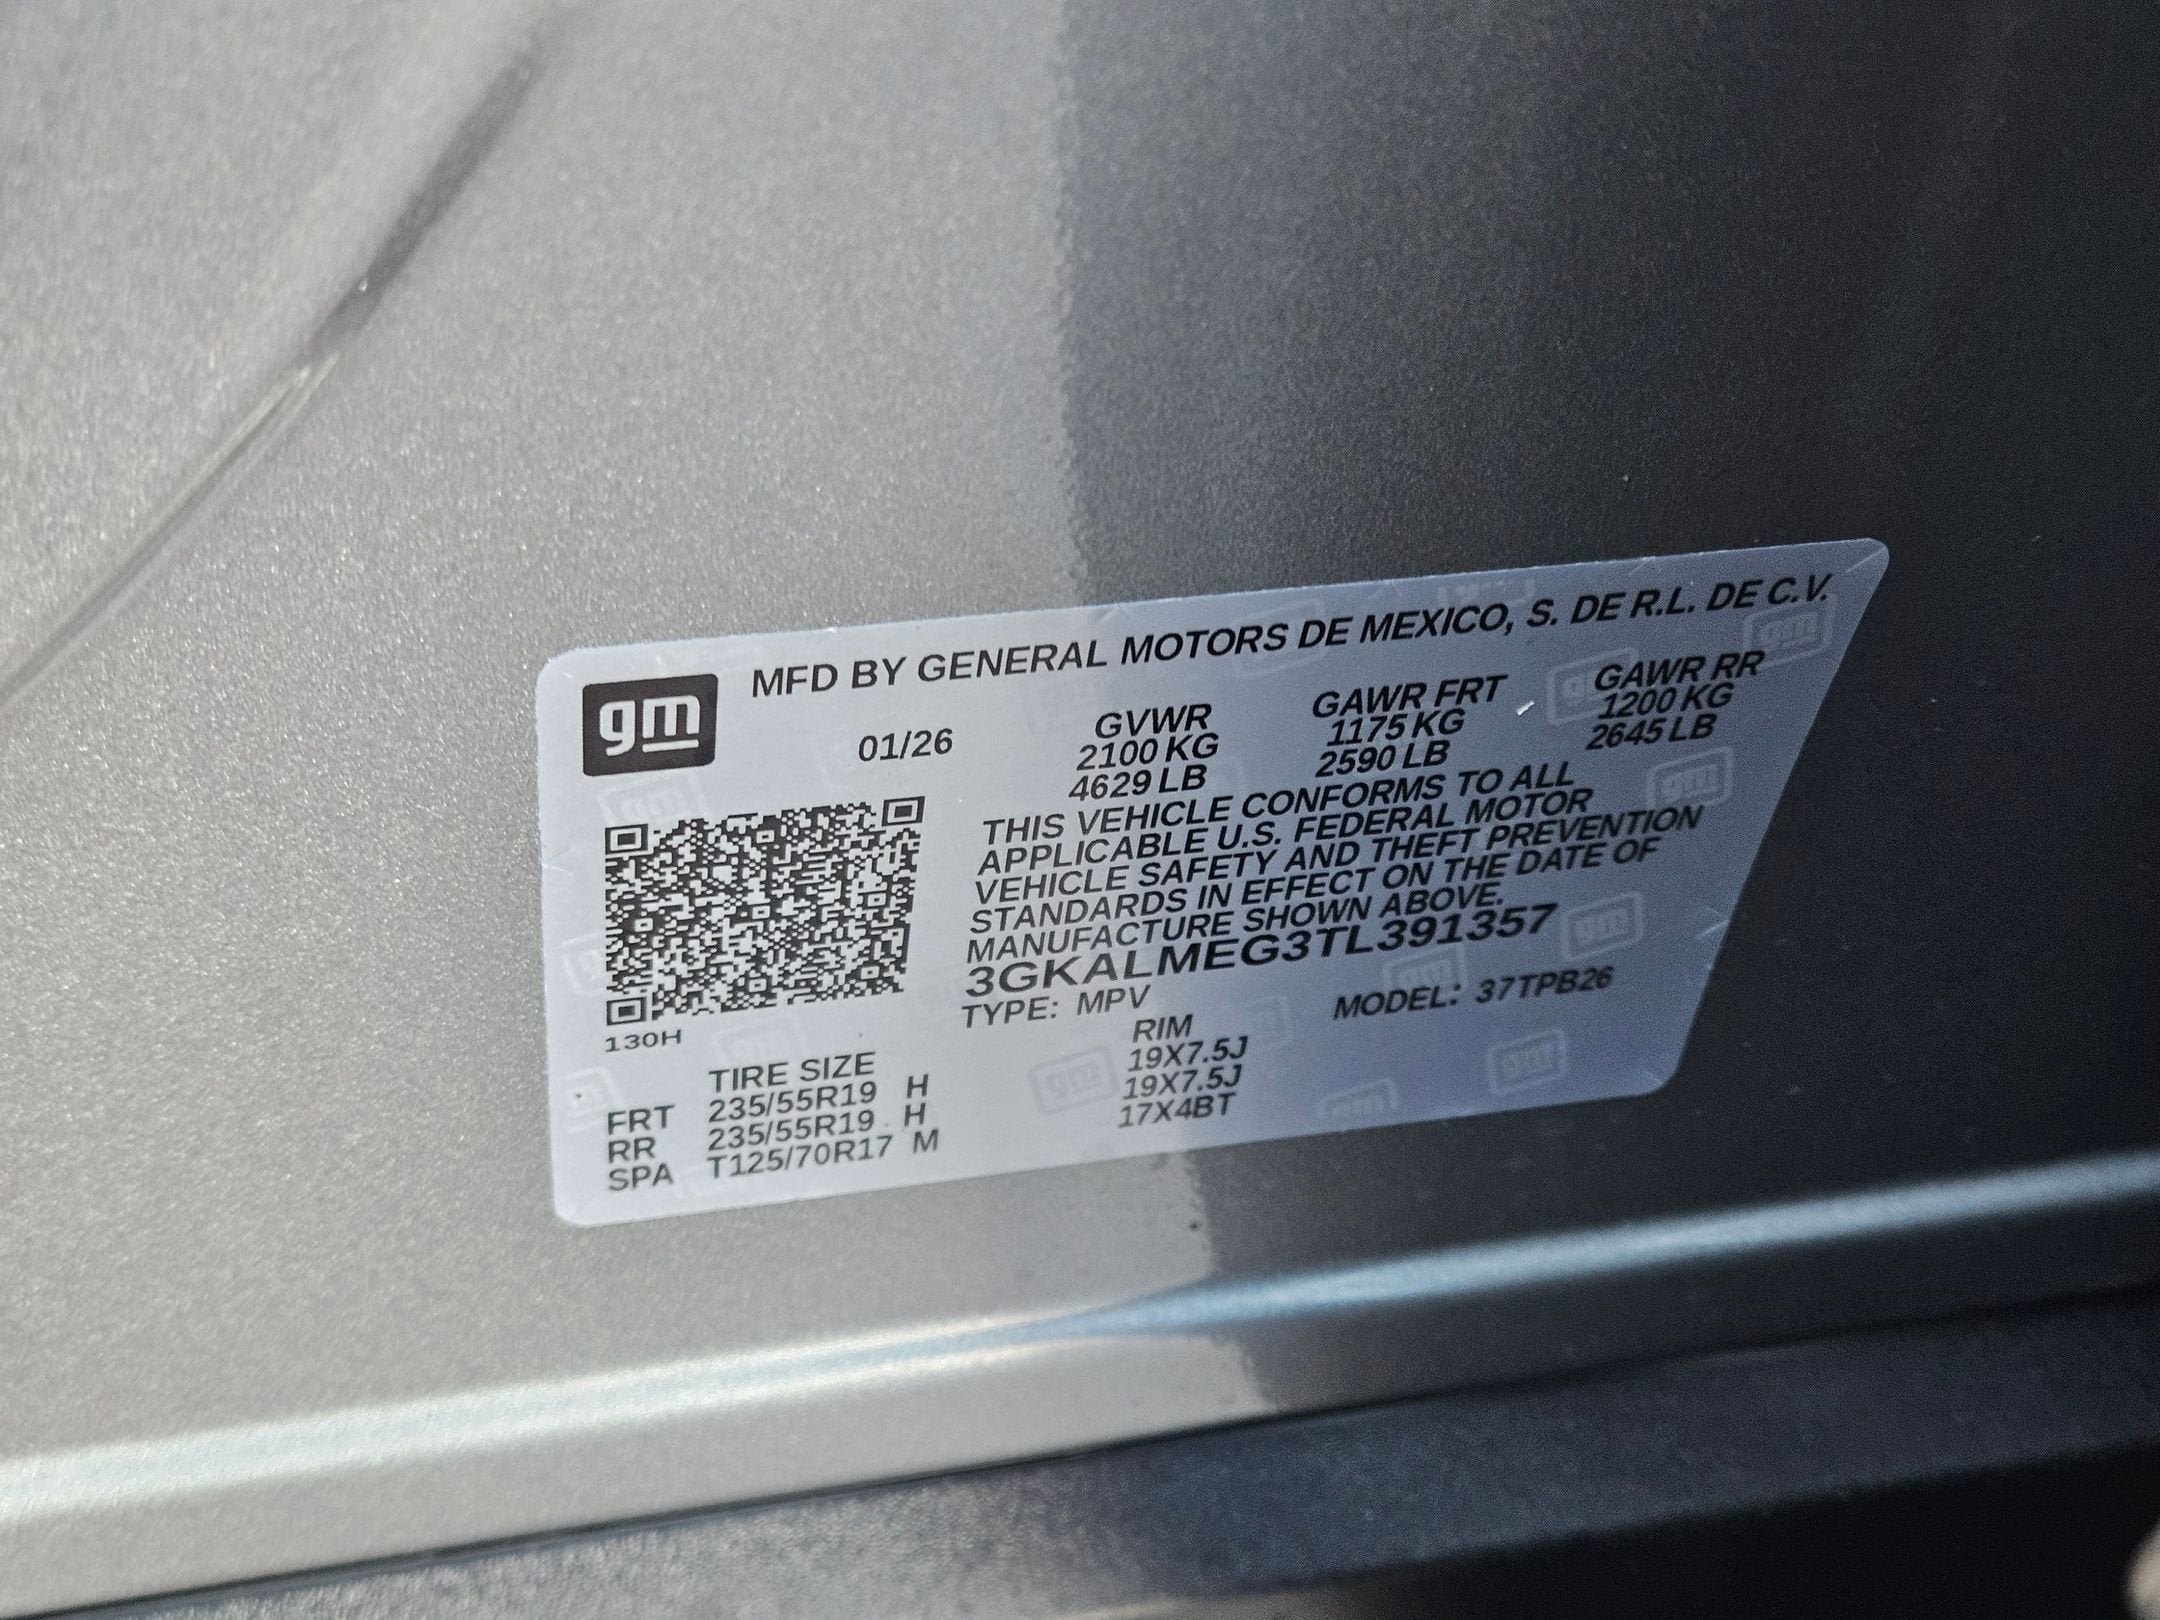 gm
MFD BY GENERAL MOTORS DE MEXICO, S. DE R.L. DE C.V.
01/26 GVWR GAWR FRT GAWR RR
2100 KG 1175 KG 1200 KG
4629 LB 2590 LB 2645 LB
THIS VEHICLE CONFORMS TO ALL
APPLICABLE U.S. FEDERAL MOTOR
VEHICLE SAFETY AND THEFT PREVENTION
STANDARDS IN EFFECT ON THE DATE OF
MANUFACTURE SHOWN ABOVE.
3GKALMEG3TL391357
TYPE: MPV MODEL: 37TPB26
130H
TIRE SIZE RIM
FRT 235/55R19 H 19X7.5J
RR 235/55R19 H 19X7.5J
SPA T125/70R17 M 17X4BT